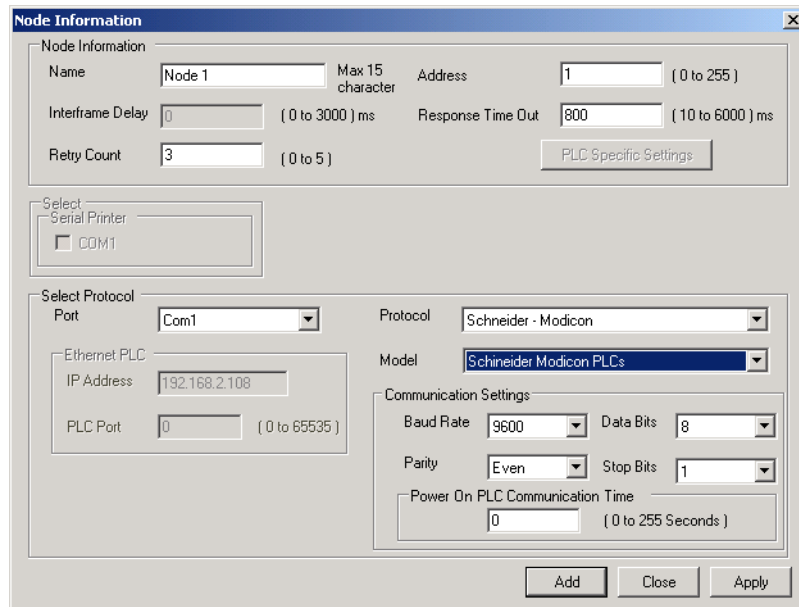 Node Information
Node Information
Name Node 1 Max 15 character Address 1 ( 0 to 255 )
Interframe Delay 0 ( 0 to 3000 ) ms Response Time Out 800 ( 10 to 6000 ) ms
Retry Count 3 ( 0 to 5 ) PLC Specific Settings
Select
Serial Printer
COM1
Select Protocol
Port Com1 Protocol Schneider - Modicon
Ethernet PLC
Model Schineider Modicon PLCs
IP Address 192.168.2.108
Communication Settings
PLC Port 0 ( 0 to 65535 )
Baud Rate 9600 Data Bits 8
Parity Even Stop Bits 1
Power On PLC Communication Time
0 ( 0 to 255 Seconds )
Add Close Apply